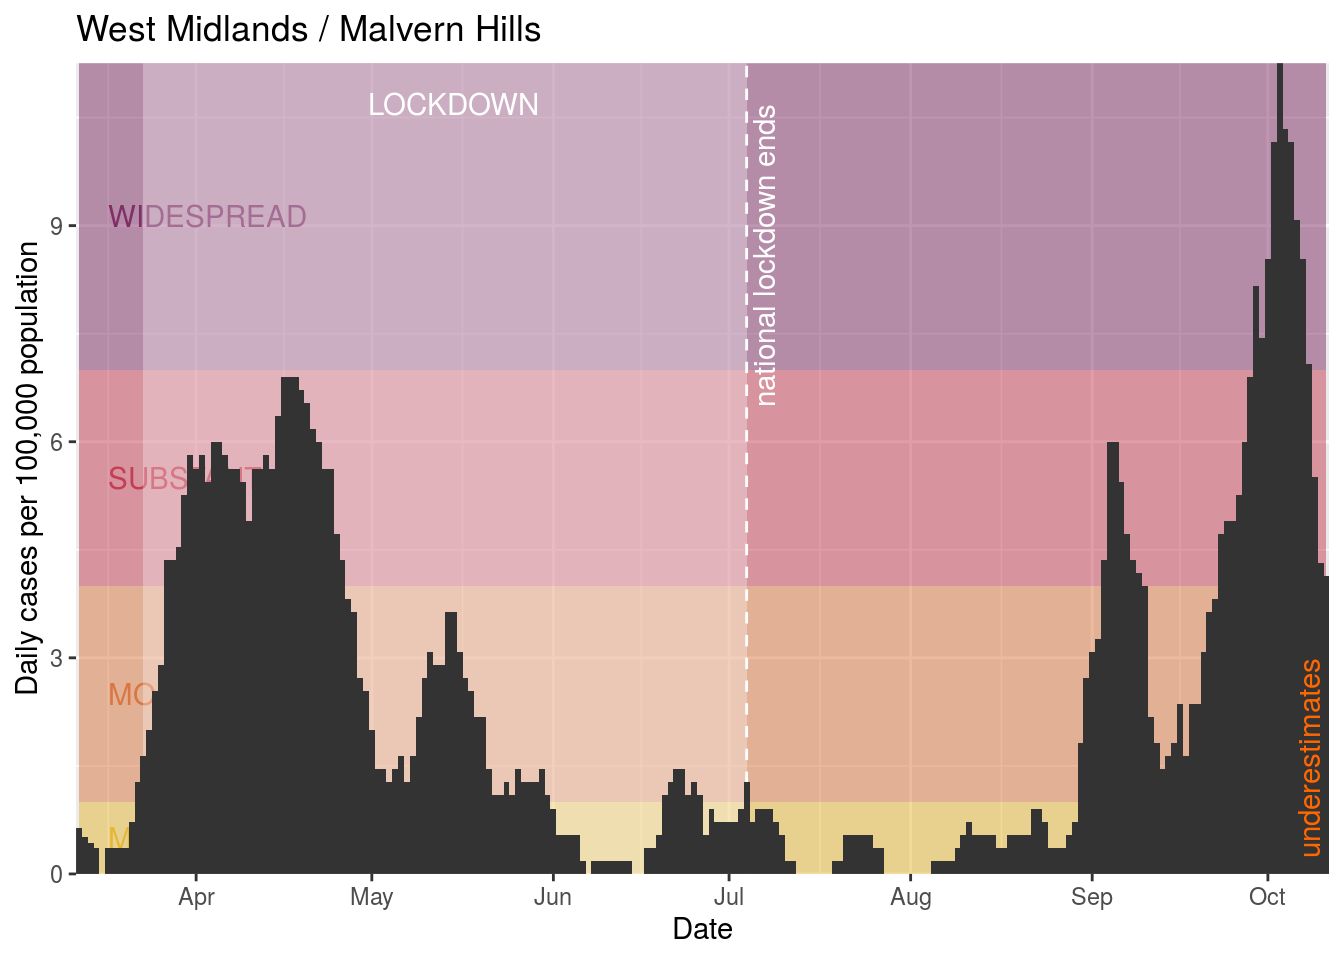 West Midlands / Malvern Hills
LOCKDOWN
national lockdown ends
WIDESPREAD
underestimates
Daily cases per 100,000 population
9
6
3
0
Apr
May
Jun
Jul
Aug
Sep
Oct
Date